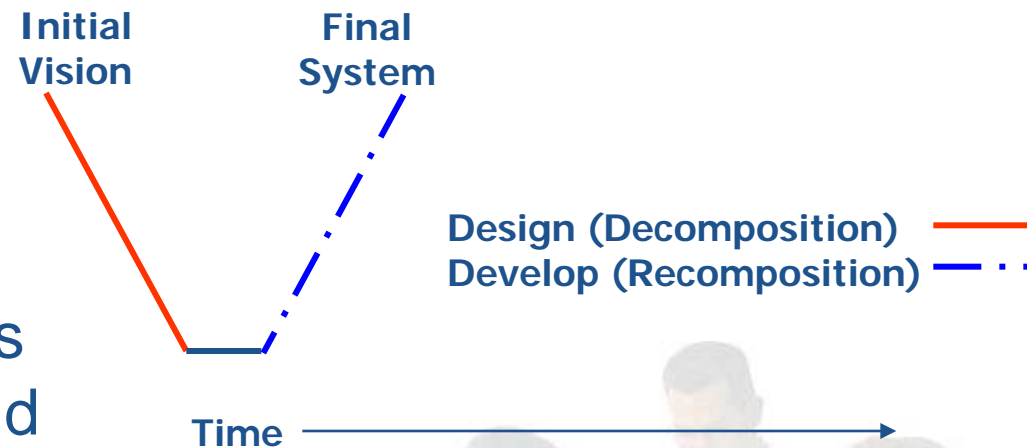 Initial
Vision
Final
System
Design (Decomposition)
Develop (Recomposition)
s
d
Time